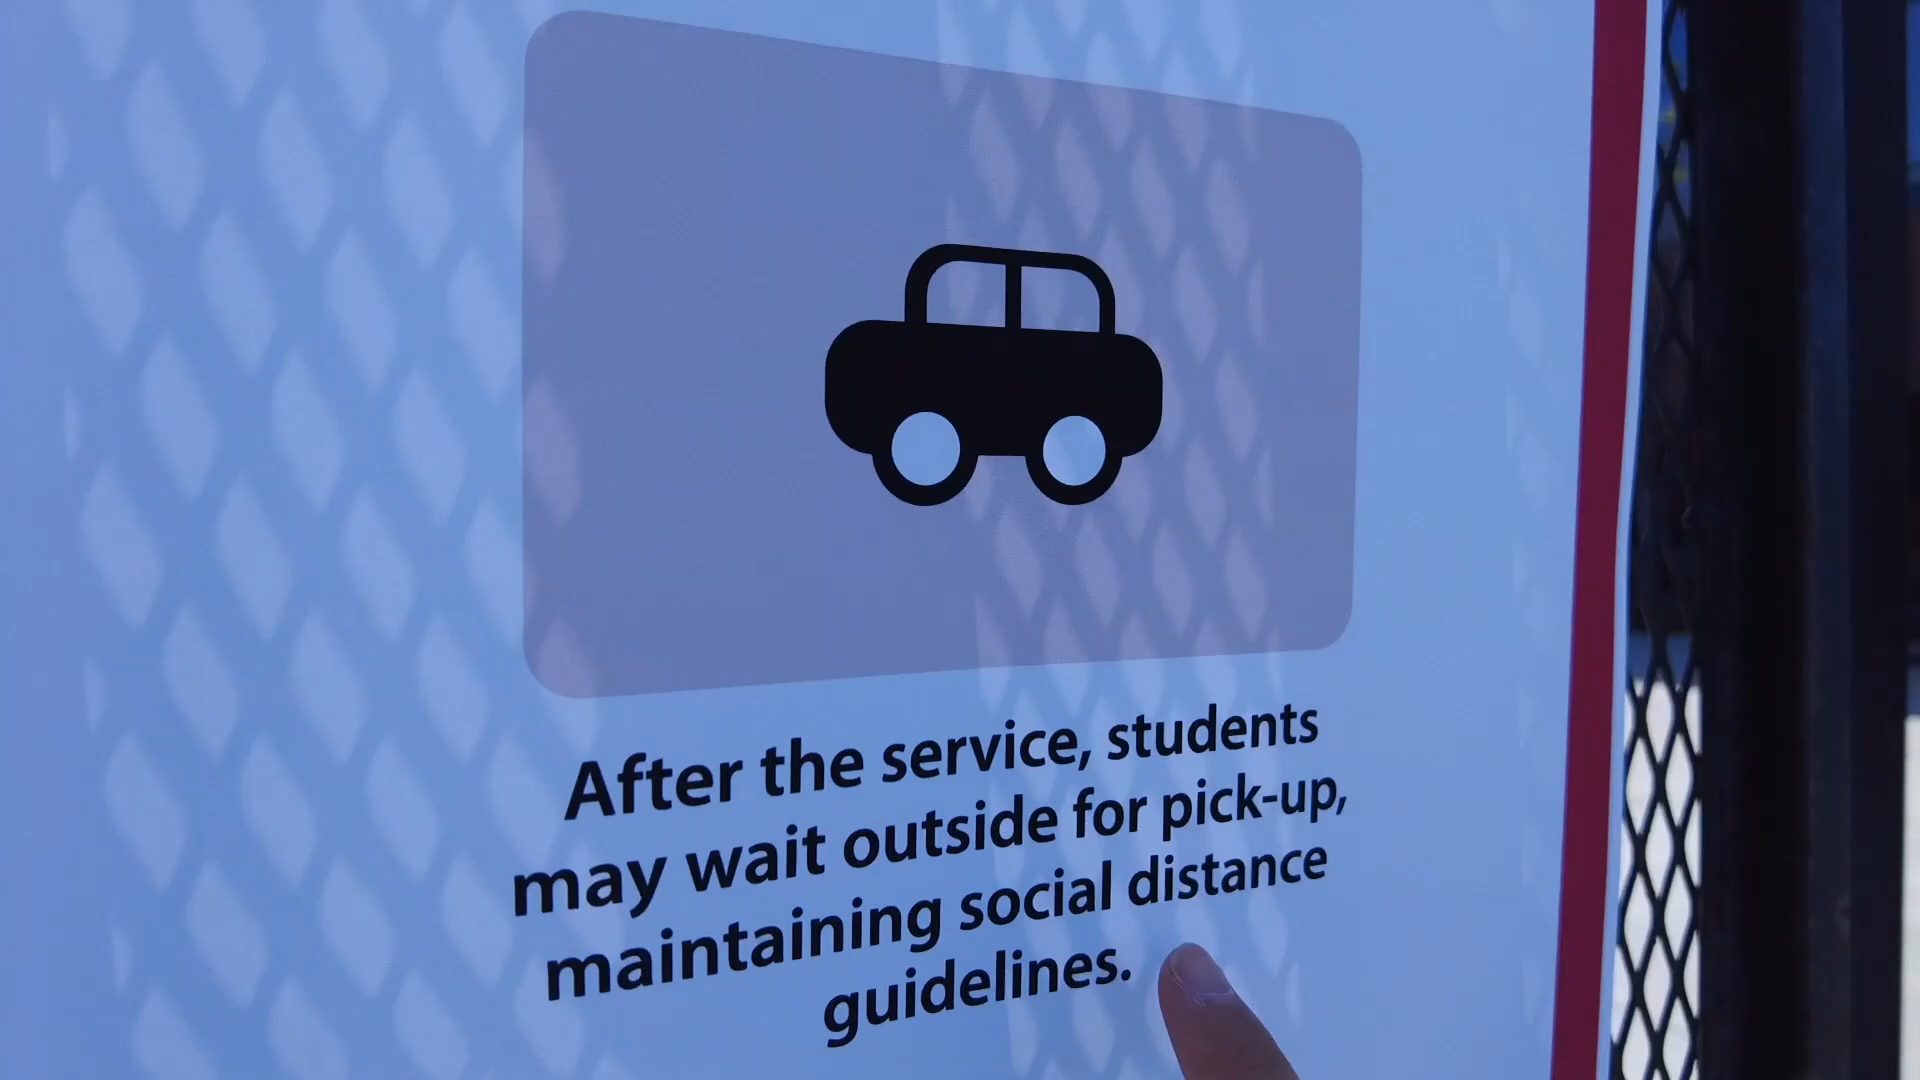 After the service, students
may wait outside for pick-up,
maintaining social distance
guidelines.